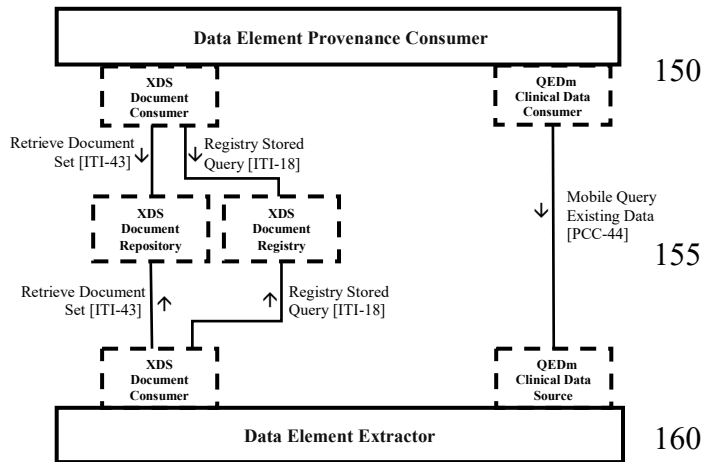 Data Element Provenance Consumer
150
XDS
Document
Consumer
QEDm
Clinical Data
Consumer
Retrieve Document
Set [ITI-43]
Registry Stored
Query [ITI-18]
Mobile Query
Existing Data
[PCC-44]
XDS
Document
Repository
XDS
Document
Registry
155
Retrieve Document
Set [ITI-43]
Registry Stored
Query [ITI-18]
XDS
Document
Consumer
QEDm
Clinical Data
Source
Data Element Extractor
160